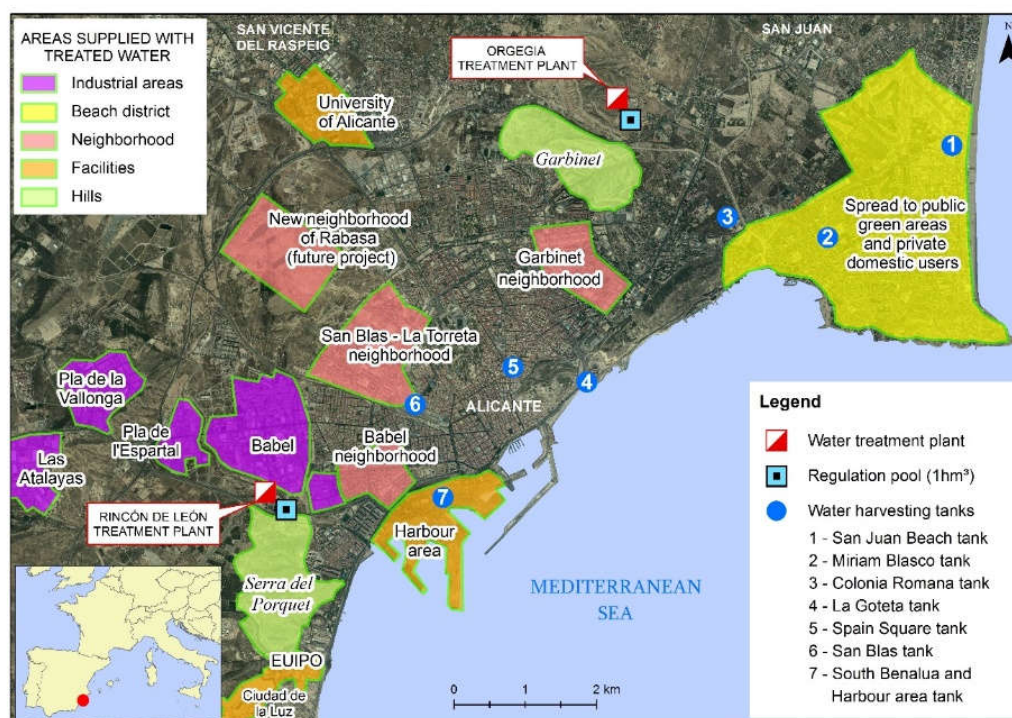 AREAS SUPPLIED WITH
TREATED WATER
Industrial areas
Beach district
Neighborhood
Facilities
Hills
SAN VICENTE
DEL RASPEIG
SAN JUAN
N
ORGEGIA
TREATMENT PLANT
University
of Alicante
Garbinet
1
3
2
Spread to public
green areas
and private
domestic users
New neighborhood
of Rabasa
(future project)
Garbinet
neighborhood
San Blas - La Torreta
neighborhood
5
4
6
ALICANTE
Pla de la
Vallonga
Pla de
l'Espartal
Babel
Babel
neighborhood
Las
Atalayas
7
Harbour
area
RINCÓN DE LEÓN
TREATMENT PLANT
Serra del
Porquet
EUIPO
Ciudad de
la Luz
MEDITERRANEAN
SEA
0 1 2 km
Legend
Water treatment plant
Regulation pool (1hm³)
Water harvesting tanks
1 - San Juan Beach tank
2 - Miriam Blasco tank
3 - Colonia Romana tank
4 - La Goteta tank
5 - Spain Square tank
6 - San Blas tank
7 - South Benalua and
Harbour area tank